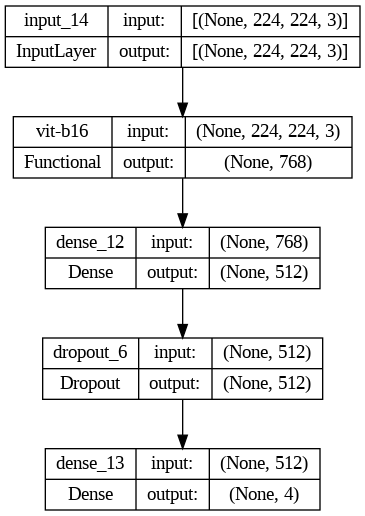 input_14 input: [(None, 224, 224, 3)]
InputLayer output: [(None, 224, 224, 3)]
vit-b16 input: (None, 224, 224, 3)
Functional output: (None, 768)
dense_12 input: (None, 768)
Dense output: (None, 512)
dropout_6 input: (None, 512)
Dropout output: (None, 512)
dense_13 input: (None, 512)
Dense output: (None, 4)